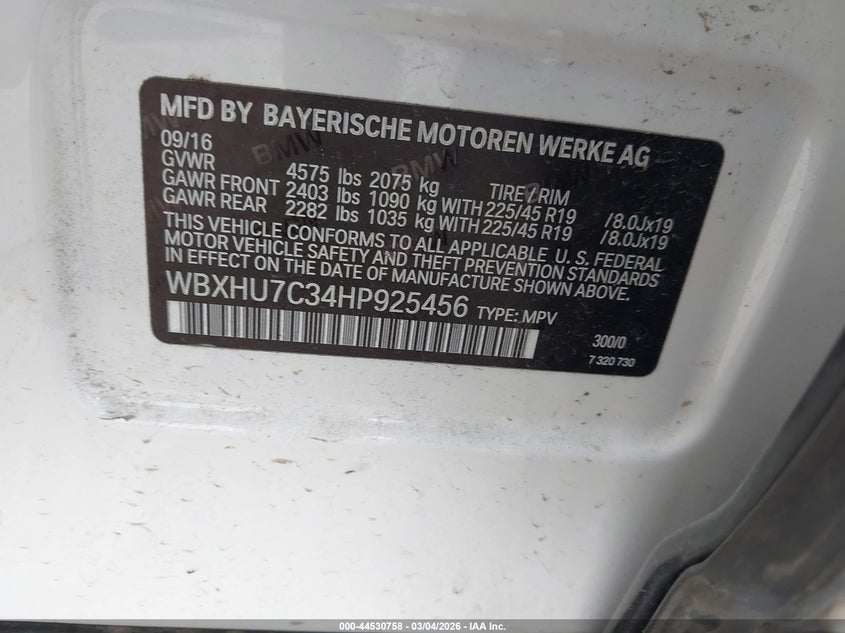 MFD BY BAYERISCHE MOTOREN WERKE AG
09/16
GVWR 4575 lbs 2075 kg TIRE / RIM
GAWR FRONT 2403 lbs 1090 kg WITH 225/45 R19 /8.0Jx19
GAWR REAR 2282 lbs 1035 kg WITH 225/45 R19 /8.0Jx19
THIS VEHICLE CONFORMS TO ALL APPLICABLE U. S. FEDERAL
MOTOR VEHICLE SAFETY AND THEFT PREVENTION STANDARDS
IN EFFECT ON THE DATE OF MANUFACTURE SHOWN ABOVE.
WBXHU7C34HP925456 TYPE: MPV
300/0
7 320 730
BMW
BMW
000-44530758 - 03/04/2026 - IAA Inc.